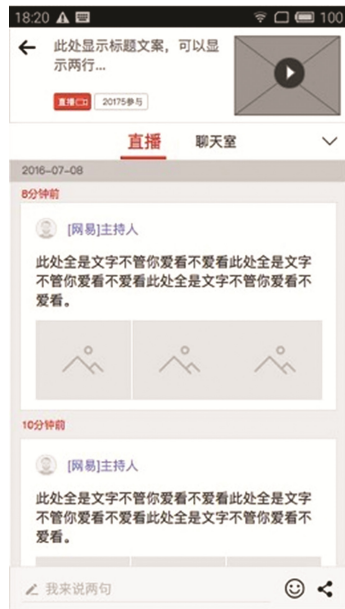 18:20
100
此处显示标题文案，可以显
示两行...
直播
20175参与
直播
聊天室
2016-07-08
8分钟前
[网易]主持人
此处全是文字不管你爱看不爱看此处全是文字
不管你爱看不爱看此处全是文字不管你爱看不
爱看。
10分钟前
[网易]主持人
此处全是文字不管你爱看不爱看此处全是文字
不管你爱看不爱看此处全是文字不管你爱看不
爱看。
我来说两句